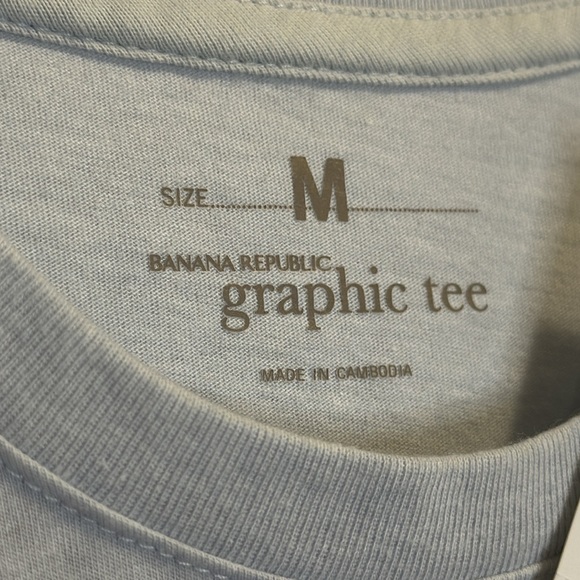 SIZE......M....................
BANANA REPUBLIC
graphic tee
MADE IN CAMBODIA